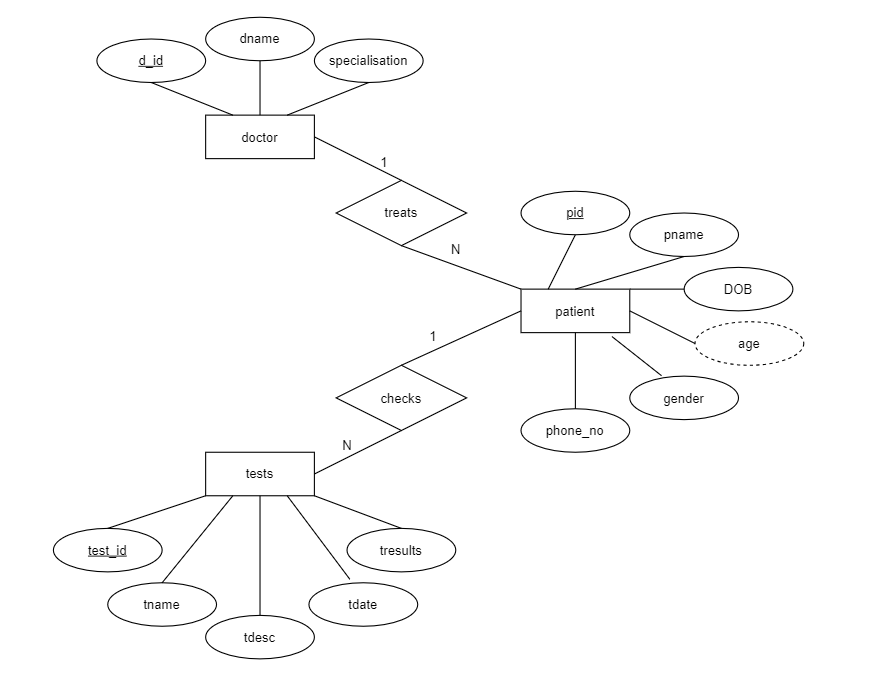 dname
d_id
specialisation
doctor
1
treats
N
pid
pname
DOB
patient
age
1
checks
gender
phone_no
N
tests
test_id
tresults
tname
tdate
tdesc